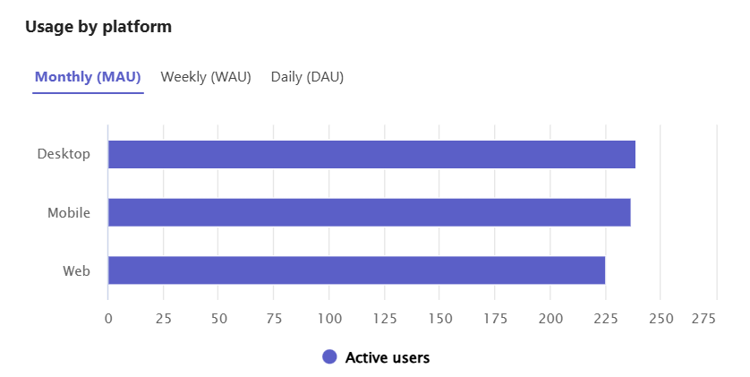 Usage by platform
Monthly (MAU) Weekly (WAU) Daily (DAU)
Desktop
Mobile
Web
0 25 50 75 100 125 150 175 200 225 250 275
Active users